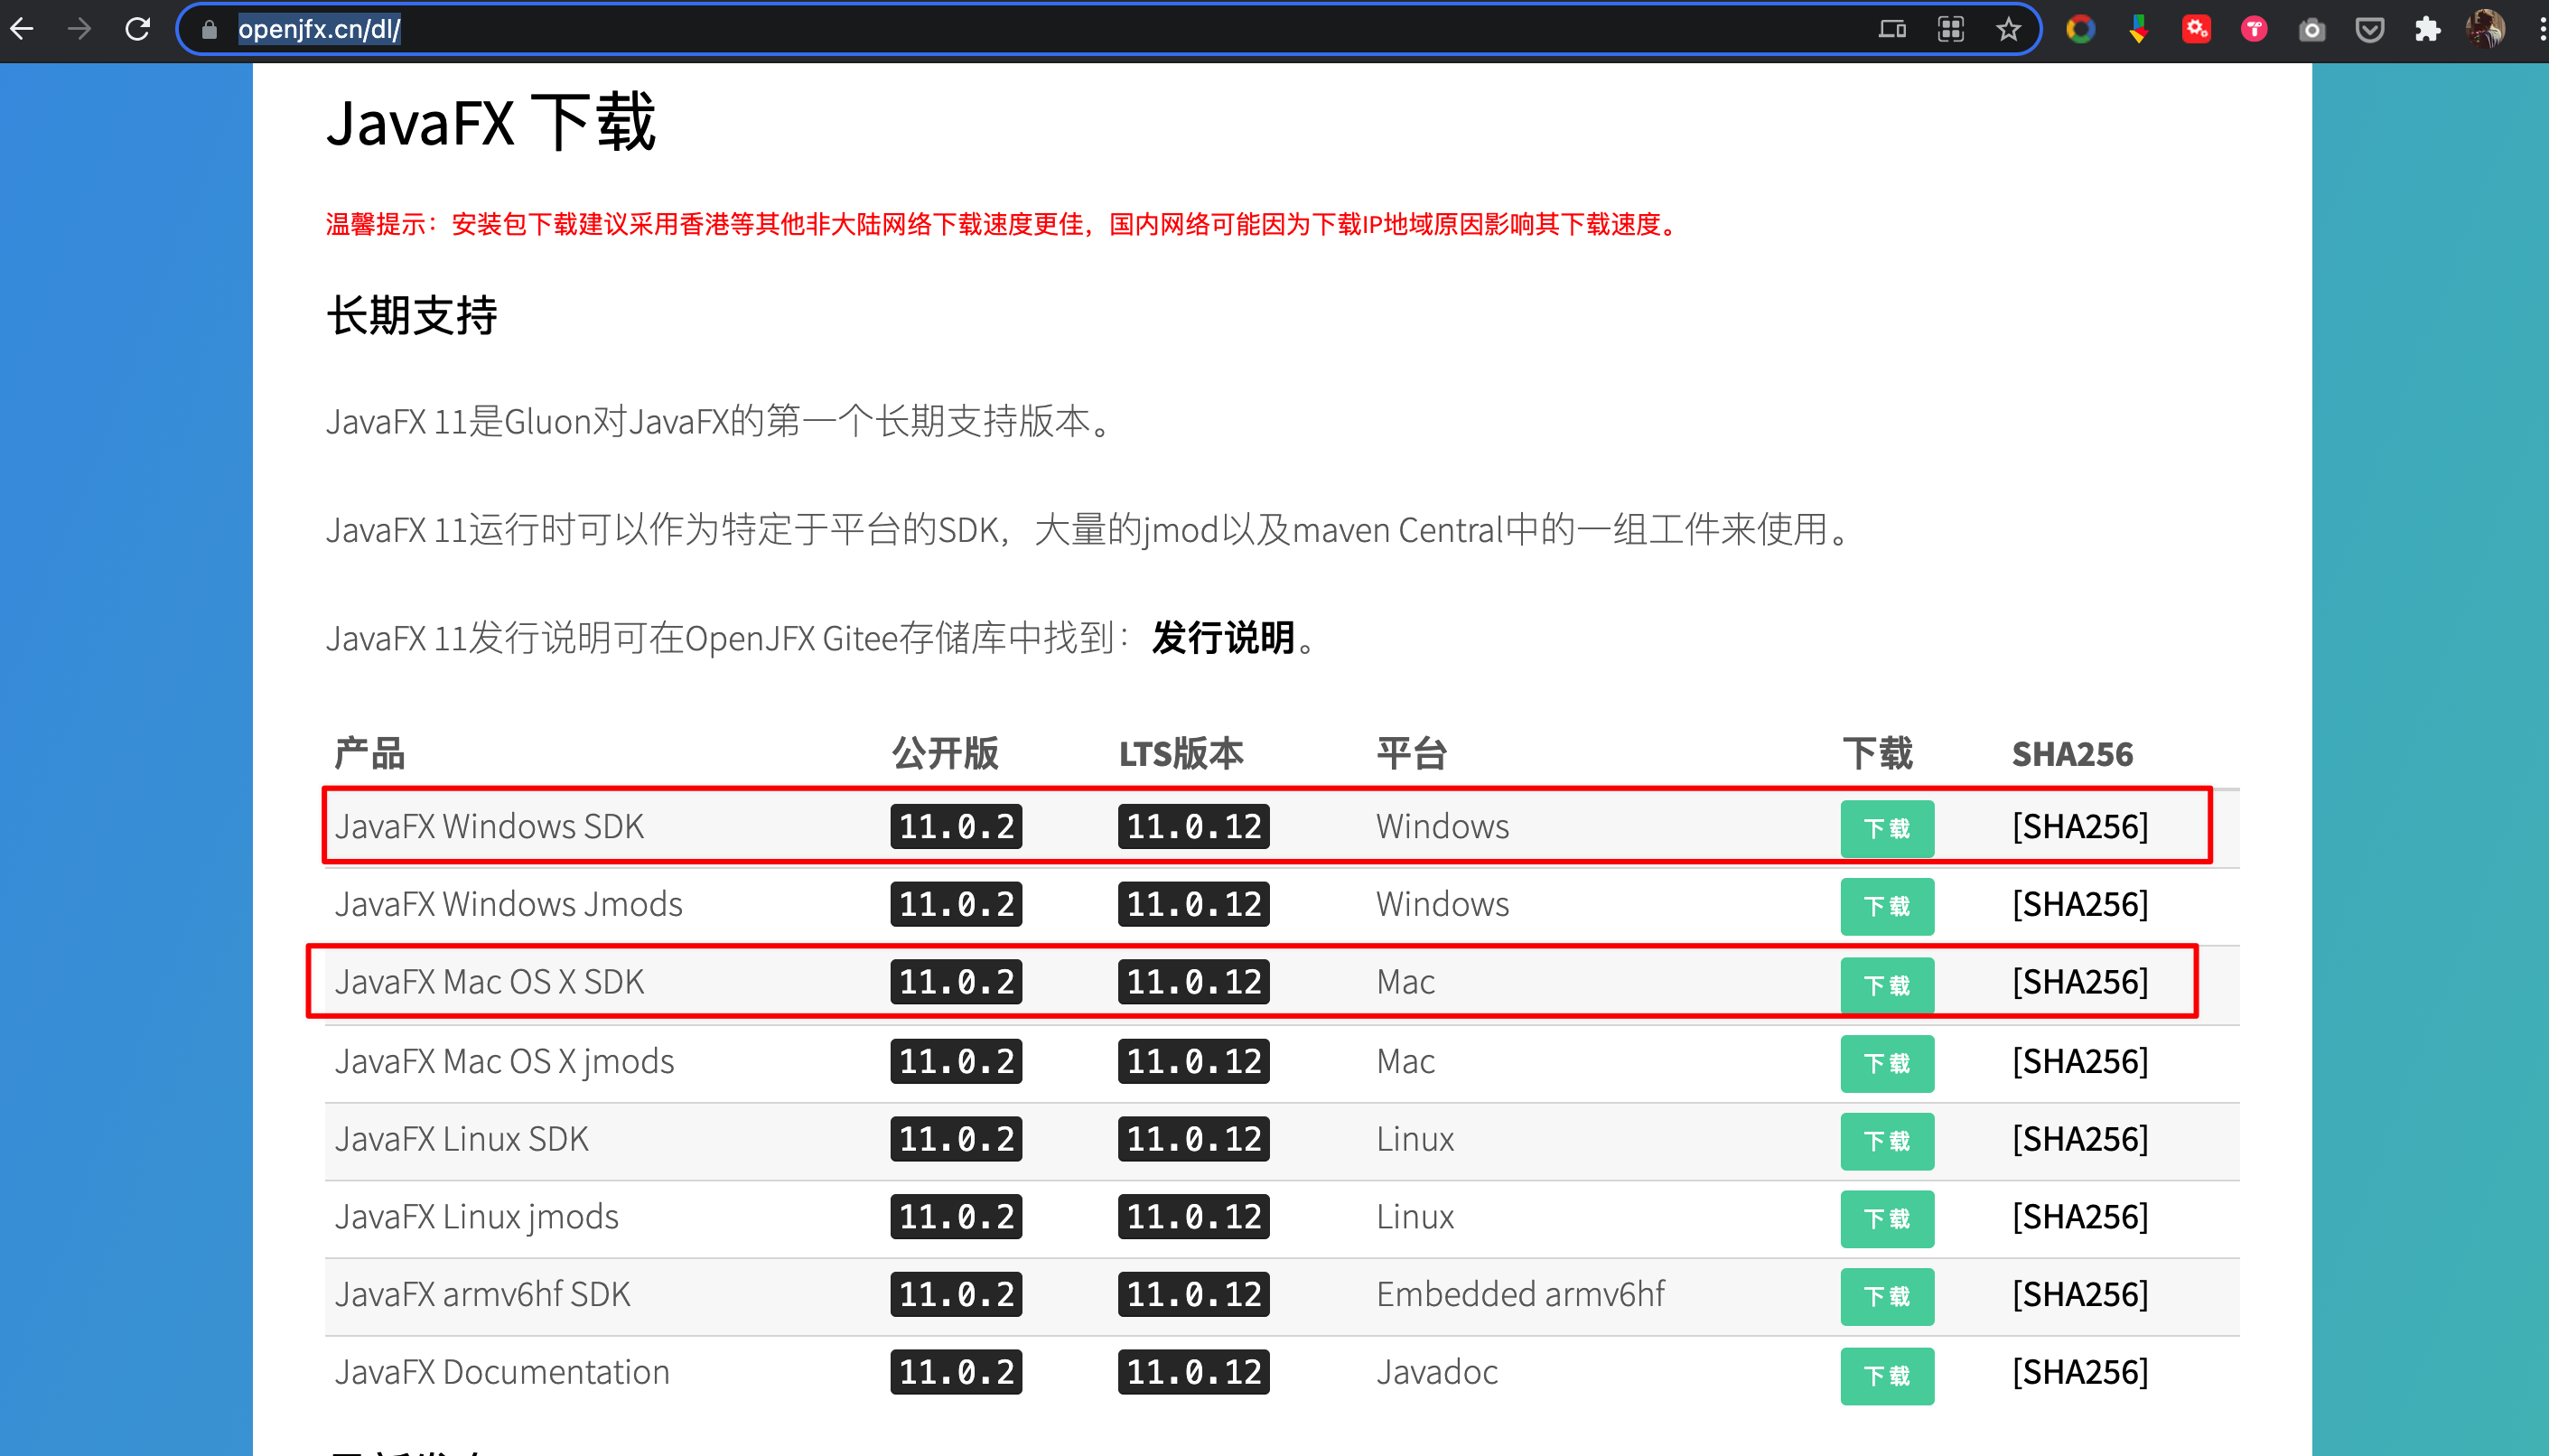 openjfx.cn/dl/
JavaFX 下载
温馨提示：安装包下载建议采用香港等其他非大陆网络下载速度更佳，国内网络可能因为下载IP地域原因影响其下载速度。
长期支持
JavaFX 11是Gluon对JavaFX的第一个长期支持版本。
JavaFX 11运行时可以作为特定于平台的SDK，大量的jmod以及maven Central中的一组工件来使用。
JavaFX 11发行说明可在OpenJFX Gitee存储库中找到：发行说明。
产品 公开版 LTS版本 平台 下载 SHA256
JavaFX Windows SDK 11.0.2 11.0.12 Windows 下载 [SHA256]
JavaFX Windows Jmods 11.0.2 11.0.12 Windows 下载 [SHA256]
JavaFX Mac OS X SDK 11.0.2 11.0.12 Mac 下载 [SHA256]
JavaFX Mac OS X jmods 11.0.2 11.0.12 Mac 下载 [SHA256]
JavaFX Linux SDK 11.0.2 11.0.12 Linux 下载 [SHA256]
JavaFX Linux jmods 11.0.2 11.0.12 Linux 下载 [SHA256]
JavaFX armv6hf SDK 11.0.2 11.0.12 Embedded armv6hf 下载 [SHA256]
JavaFX Documentation 11.0.2 11.0.12 Javadoc 下载 [SHA256]